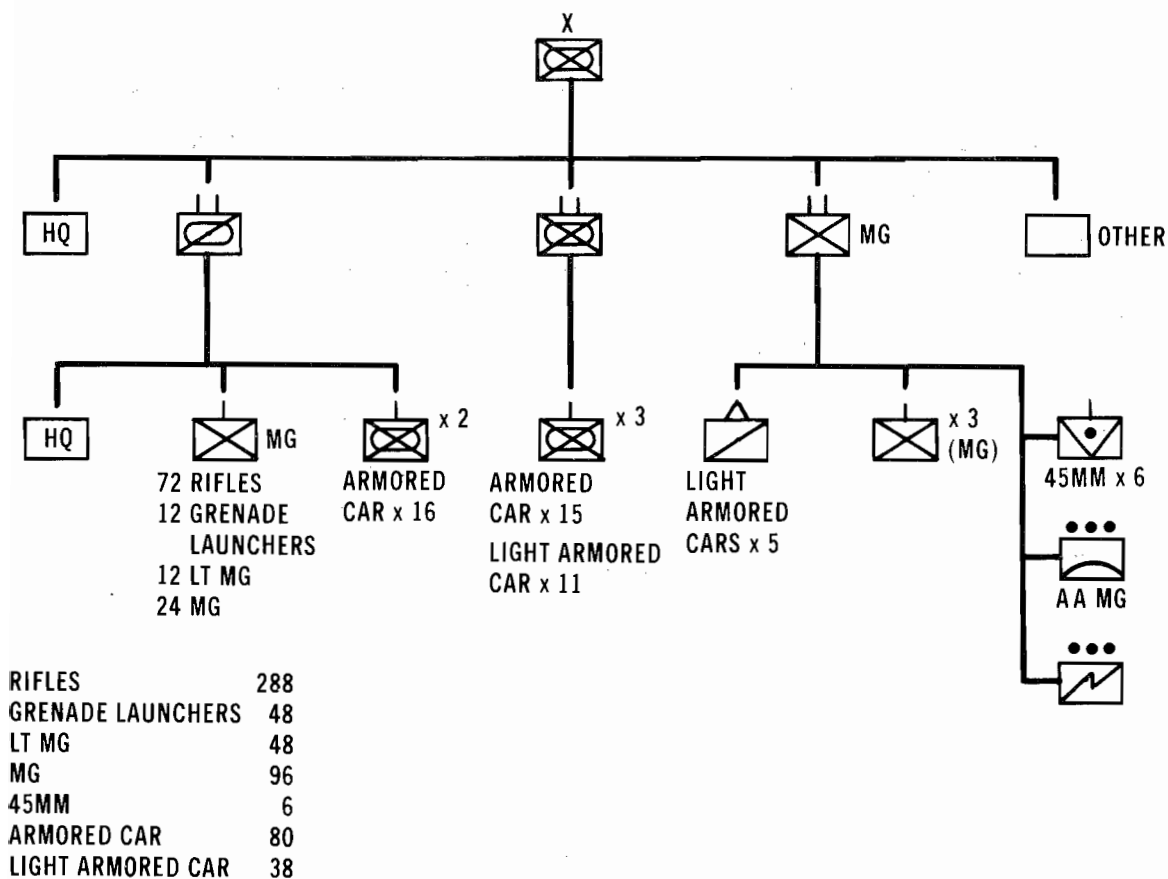 X
HQ
MG
OTHER
HQ
MG
x 2
x 3
x 3
(MG)
72 RIFLES
12 GRENADE
LAUNCHERS
12 LT MG
24 MG
ARMORED
CAR x 16
ARMORED
CAR x 15
LIGHT ARMORED
CAR x 11
LIGHT
ARMORED
CARS x 5
45MM x 6
AA MG
RIFLES 288
GRENADE LAUNCHERS 48
LT MG 48
MG 96
45MM 6
ARMORED CAR 80
LIGHT ARMORED CAR 38